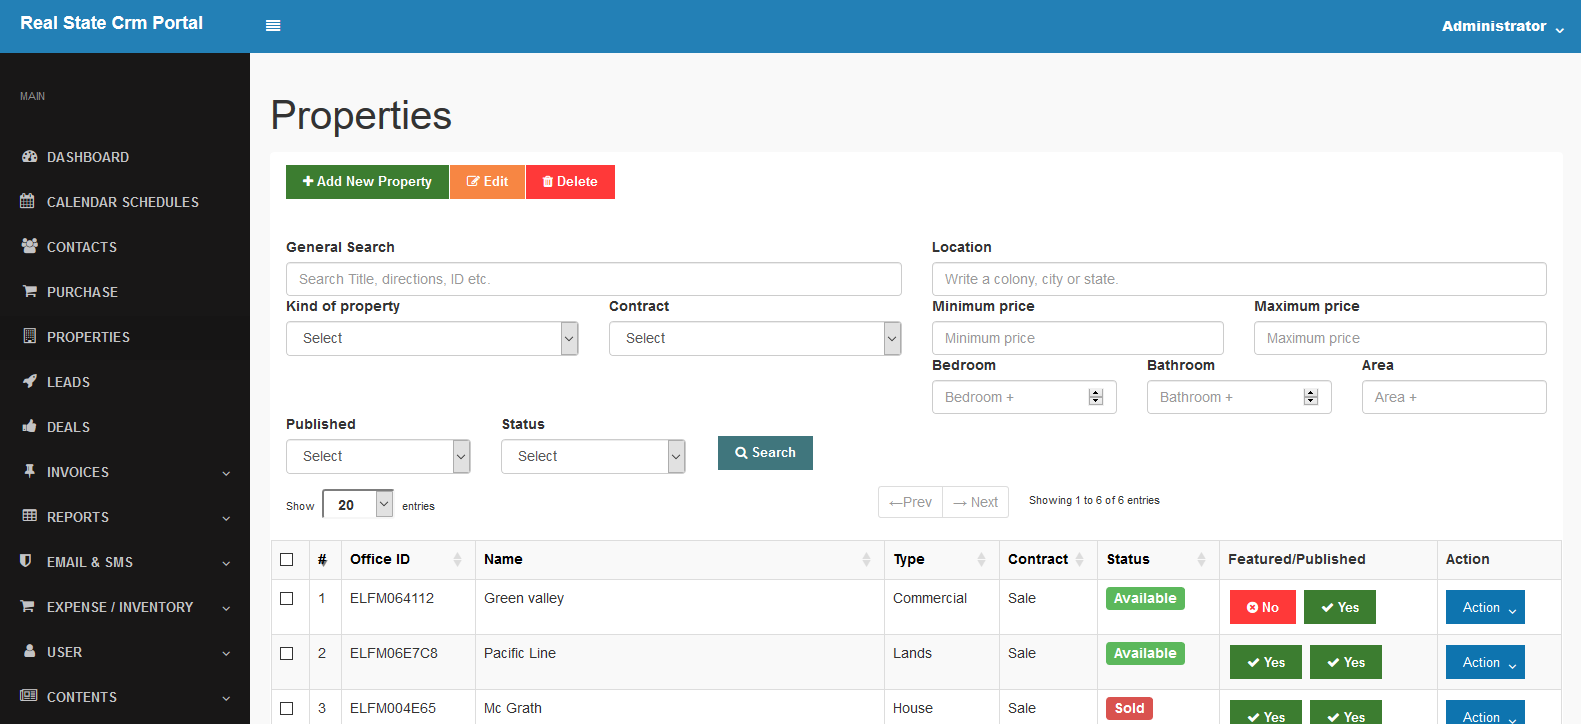 Real State Crm Portal
Administrator
MAIN
DASHBOARD
CALENDAR SCHEDULES
CONTACTS
PURCHASE
PROPERTIES
LEADS
DEALS
INVOICES
REPORTS
EMAIL & SMS
EXPENSE / INVENTORY
USER
CONTENTS
Properties
Add New Property Edit Delete
General Search Location
Search Title, directions, ID etc. Write a colony, city or state.
Kind of property Contract Minimum price Maximum price
Select Select Minimum price Maximum price
Bedroom Bathroom Area
Bedroom + Bathroom + Area +
Published Status
Select Select Search
Show 20 entries ←Prev → Next Showing 1 to 6 of 6 entries
# Office ID Name Type Contract Status Featured/Published Action
1 ELFM064112 Green valley Commercial Sale Available No Yes Action
2 ELFM06E7C8 Pacific Line Lands Sale Available Yes Yes Action
3 ELFM004E65 Mc Grath House Sale Sold Yes Yes Action